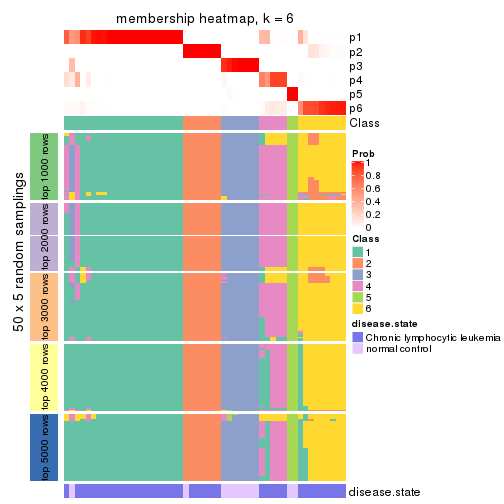 membership heatmap, k = 6
p1
p2
p3
p4
p5
p6
Class
50 x 5 random samplings
top 1000 rows
top 2000 rows
top 3000 rows
top 4000 rows
top 5000 rows
Prob
1
0.8
0.6
0.4
0.2
0
Class
1
2
3
4
5
6
disease.state
Chronic lymphocytic leukemia
normal control
disease.state